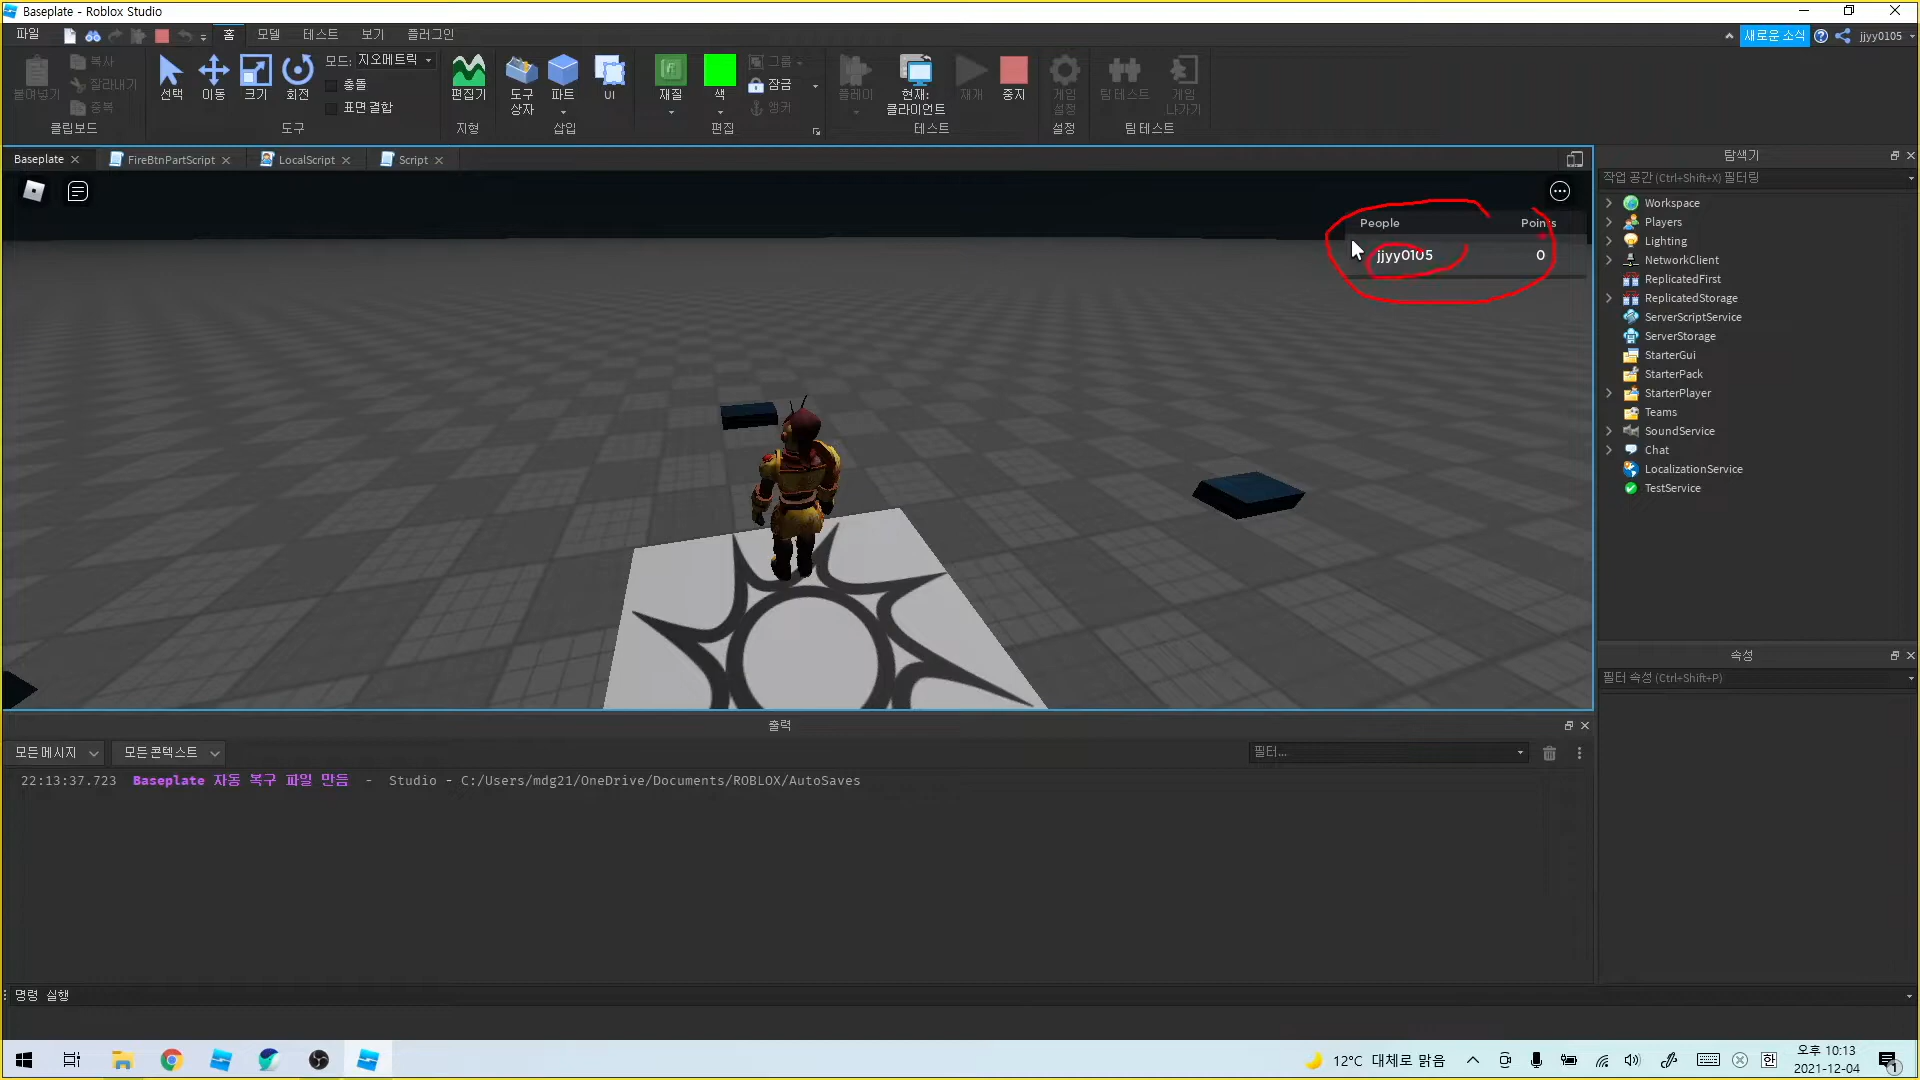 Baseplate - Roblox Studio
파일
홈
모델
테스트
보기
플러그인
새로운 소식
jjyy0105
붙여넣기
복사
잘라내기
중복
클립보드
선택
이동
크기
회전
모드:
지오메트릭
충돌
표면 결합
도구
편집기
지형
도구 상자
파트
UI
삽입
재질
색
그룹
잠금
앵커
편집
플레이
현재: 클라이언트
재개
중지
테스트
게임 설정
설정
팀 테스트
게임 나가기
팀 테스트
Baseplate
FireBtnPartScript
LocalScript
Script
People Points
jjyy0105 0
탐색기
작업 공간 (Ctrl+Shift+X) 필터링
Workspace
Players
Lighting
NetworkClient
ReplicatedFirst
ReplicatedStorage
ServerScriptService
ServerStorage
StarterGui
StarterPack
StarterPlayer
Teams
SoundService
Chat
LocalizationService
TestService
속성
필터 속성 (Ctrl+Shift+P)
출력
모든 메시지
모든 콘텍스트
필터...
22:13:37.723 Baseplate 자동 복구 파일 만듬 - Studio - C:/Users/mdg21/OneDrive/Documents/ROBLOX/AutoSaves
명령 실행
12°C 대체로 맑음
한
오후 10:13
2021-12-04
1